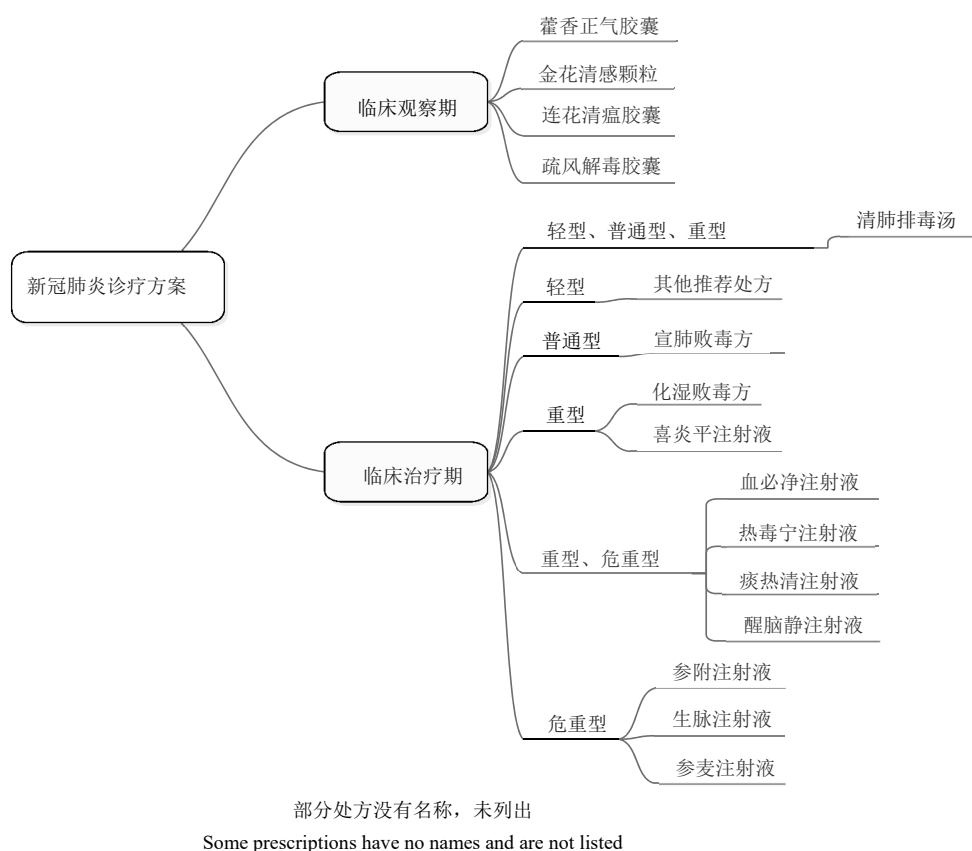 新冠肺炎诊疗方案
临床观察期
藿香正气胶囊
金花清感颗粒
连花清瘟胶囊
疏风解毒胶囊
临床治疗期
轻型、普通型、重型
清肺排毒汤
轻型
其他推荐处方
普通型
宣肺败毒方
重型
化湿败毒方
喜炎平注射液
重型、危重型
血必净注射液
热毒宁注射液
痰热清注射液
醒脑静注射液
危重型
参附注射液
生脉注射液
参麦注射液
部分处方没有名称，未列出
Some prescriptions have no names and are not listed